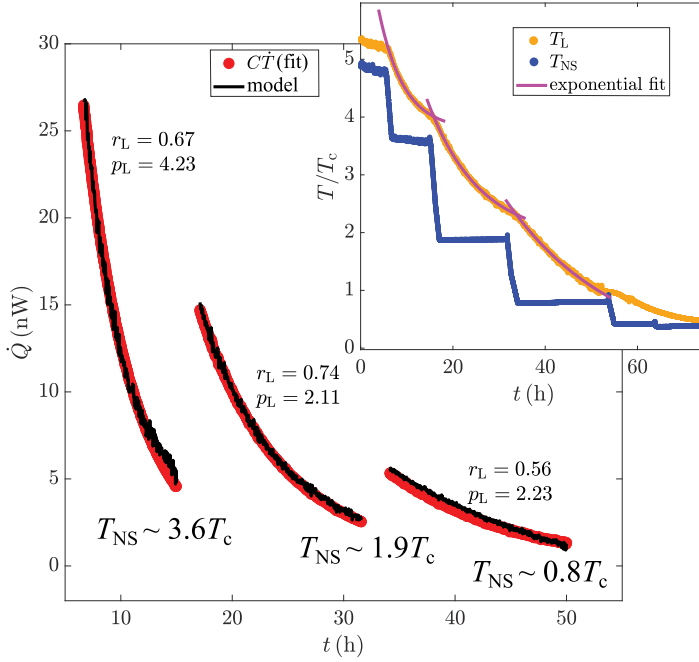 30
25
20
15
10
5
0
Q̇ (nW)
10
20
30
40
50
t (h)
CṪ (fit)
model
r_L = 0.67
p_L = 4.23
r_L = 0.74
p_L = 2.11
r_L = 0.56
p_L = 2.23
T_NS ~ 3.6T_c
T_NS ~ 1.9T_c
T_NS ~ 0.8T_c
5
4
3
2
1
0
T/T_c
0
20
40
60
t (h)
T_L
T_NS
exponential fit